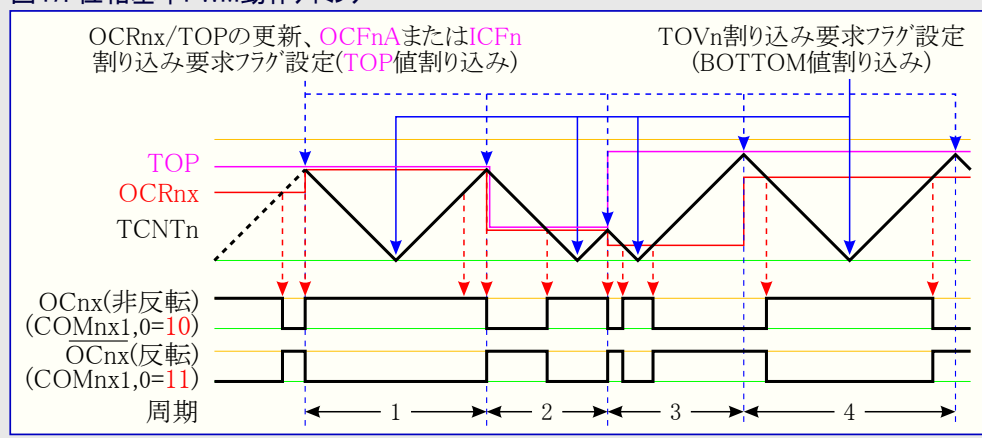 OCRnx/TOPの更新、OCFnAまたはICFn
割り込み要求フラグ設定(TOP値割り込み)
TOVn割り込み要求フラグ設定
(BOTTOM値割り込み)
TOP
OCRnx
TCNTn
OCnx(非反転)
(COMnx1,0=10)
OCnx(反転)
(COMnx1,0=11)
周期
1
2
3
4